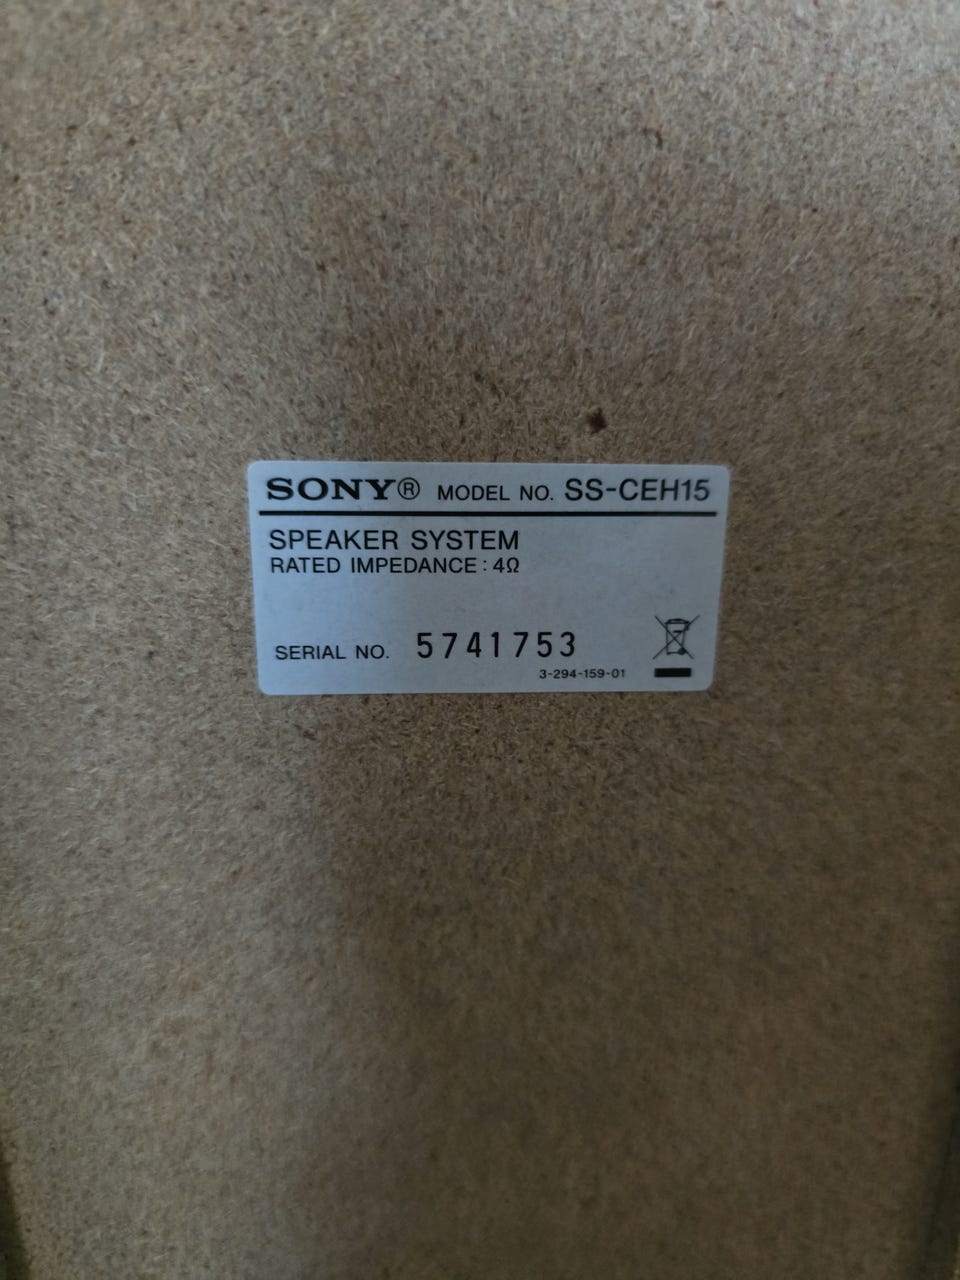 SONY® MODEL NO. SS-CEH15
SPEAKER SYSTEM
RATED IMPEDANCE : 4Ω
SERIAL NO. 5741753
3-294-159-01